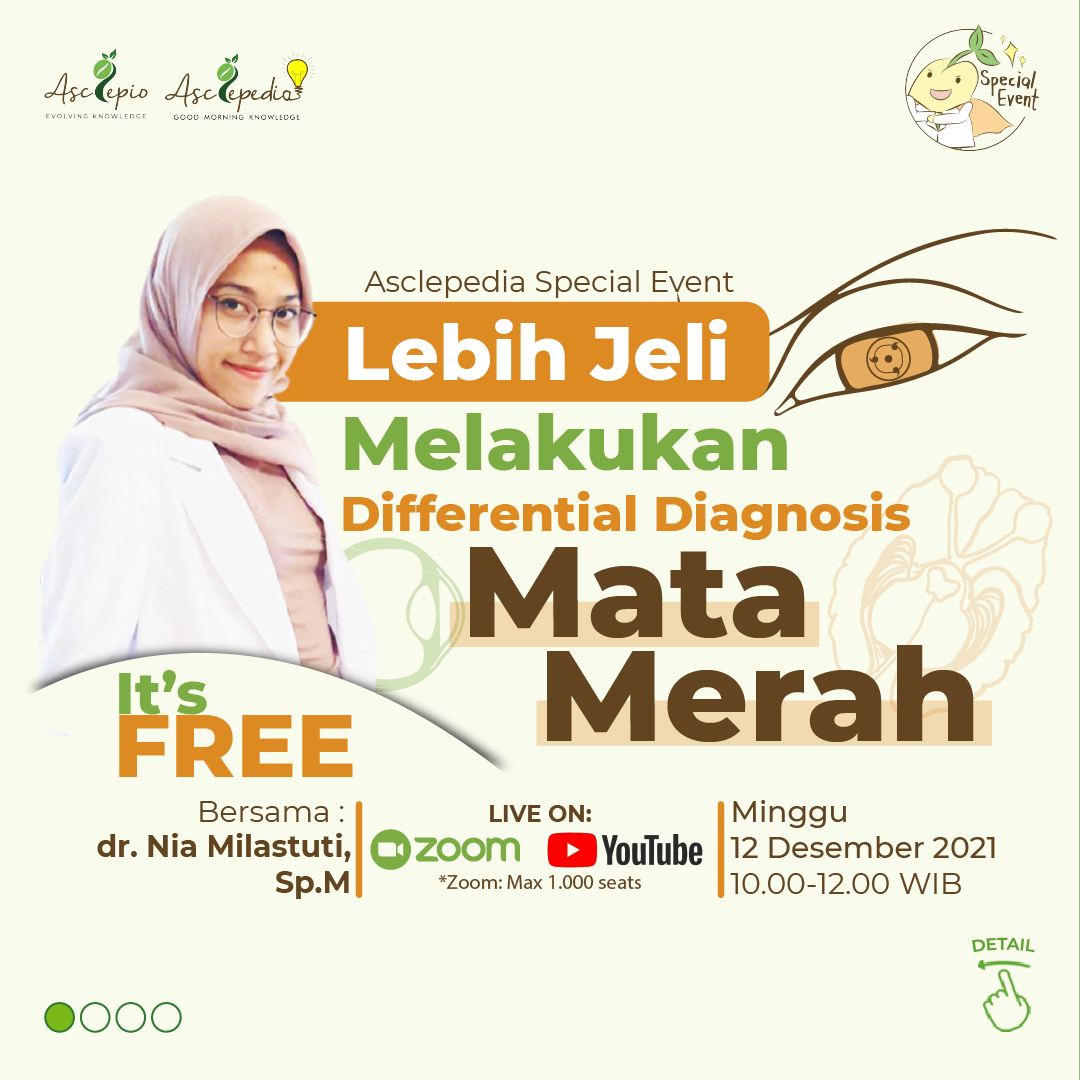 Asclepio
EVOLVING KNOWLEDGE
Asclepedia
GOOD MORNING KNOWLEDGE
Special
Event
Asclepedia Special Event
Lebih Jeli
Melakukan
Differential Diagnosis
Mata
Merah
It's
FREE
Bersama :
dr. Nia Milastuti,
Sp.M
LIVE ON:
zoom YouTube
*Zoom: Max 1.000 seats
Minggu
12 Desember 2021
10.00-12.00 WIB
DETAIL